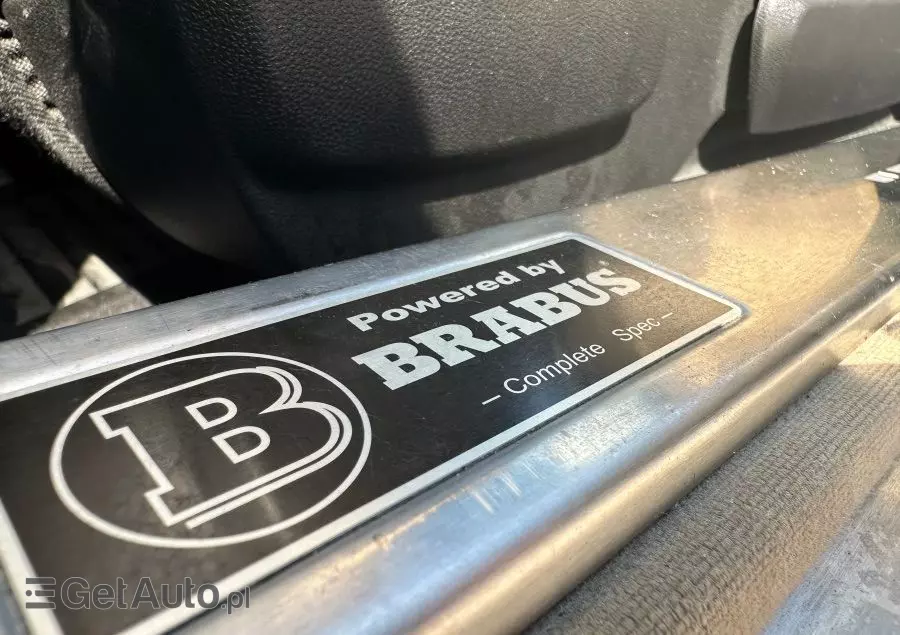 B
Powered by
BRABUS®
– Complete Spec –
GetAuto.pl